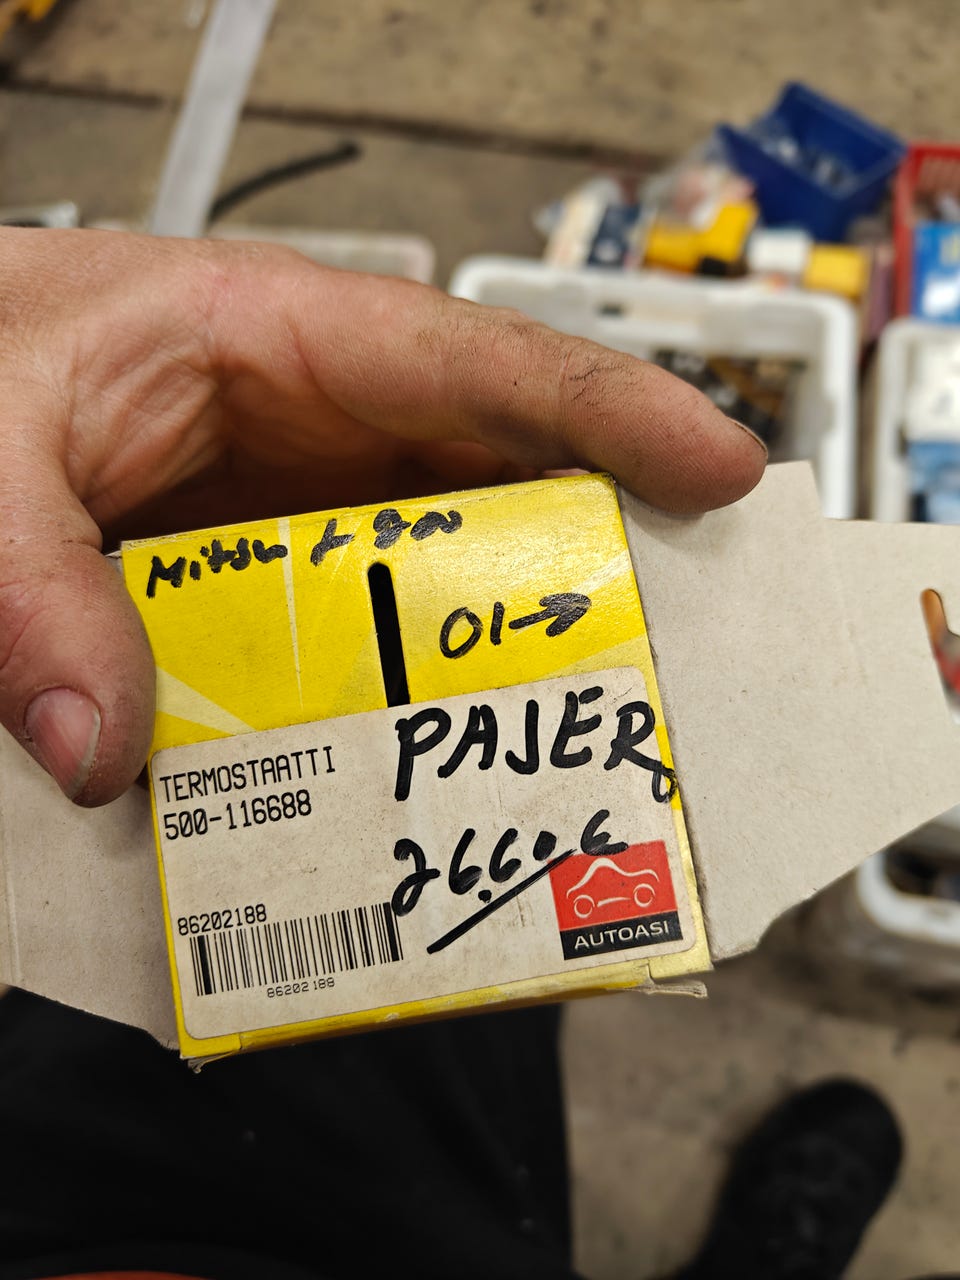 Mitsu L 200
01→
PAJERO
TERMOSTAATTI
500-116688
26.60 €
86202188
86202188
AUTOASI